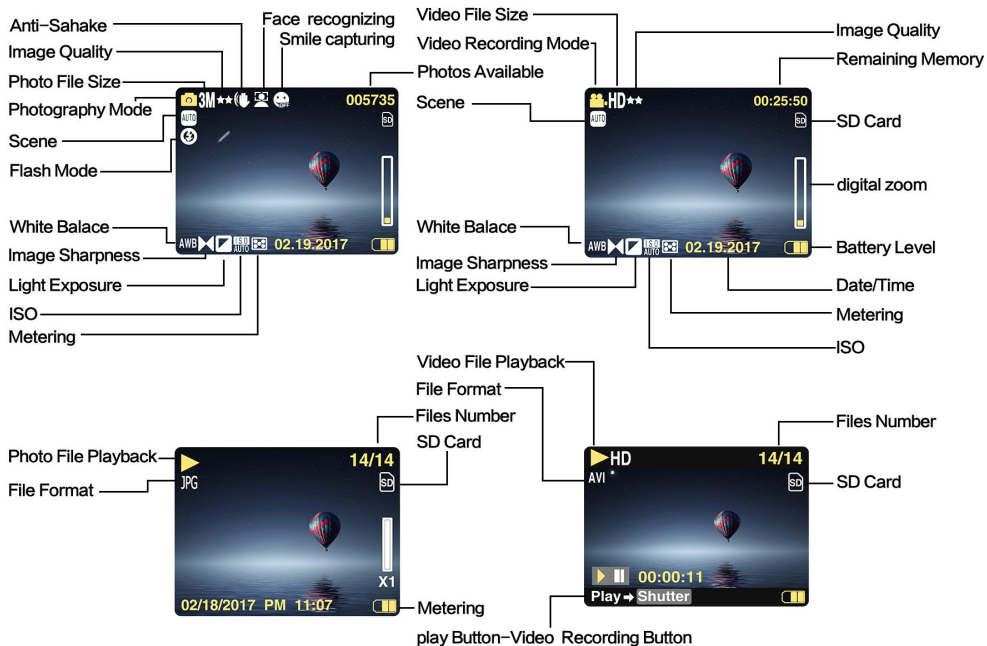 Anti-Sahake
Image Quality
Photo File Size
Photography Mode
Scene
Flash Mode
White Balace
Image Sharpness
Light Exposure
ISO
Metering
Face recognizing
Smile capturing
Photos Available
3M
005735
AUTO
SD
AWB
ISO
AUTO
02.19.2017
Video File Size
Video Recording Mode
Scene
White Balace
Image Sharpness
Light Exposure
HD
00:25:50
AUTO
SD
AWB
ISO
AUTO
02.19.2017
Image Quality
Remaining Memory
SD Card
digital zoom
Battery Level
Date/Time
Metering
ISO
Photo File Playback
File Format
14/14
JPG
SD
X1
02/18/2017 PM 11:07
Files Number
SD Card
Metering
Video File Playback
File Format
HD
14/14
AVI
SD
00:00:11
Play → Shutter
play Button-Video Recording Button
Files Number
SD Card